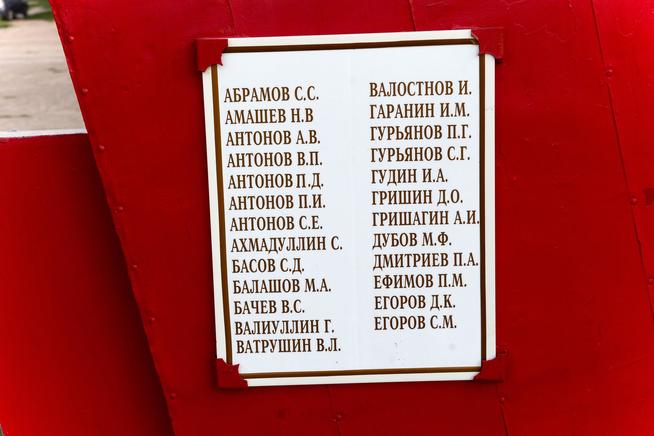 АБРАМОВ С.С.
АМАШЕВ Н.В
АНТОНОВ А.В.
АНТОНОВ В.П.
АНТОНОВ П.Д.
АНТОНОВ П.И.
АНТОНОВ С.Е.
АХМАДУЛЛИН С.
БАСОВ С.Д.
БАЛАШОВ М.А.
БАЧЕВ В.С.
ВАЛИУЛЛИН Г.
ВАТРУШИН В.Л.
ВАЛОСТНОВ И.
ГАРАНИН И.М.
ГУРЬЯНОВ П.Г.
ГУРЬЯНОВ С.Г.
ГУДИН И.А.
ГРИШИН Д.О.
ГРИШАГИН А.И.
ДУБОВ М.Ф.
ДМИТРИЕВ П.А.
ЕФИМОВ П.М.
ЕГОРОВ Д.К.
ЕГОРОВ С.М.